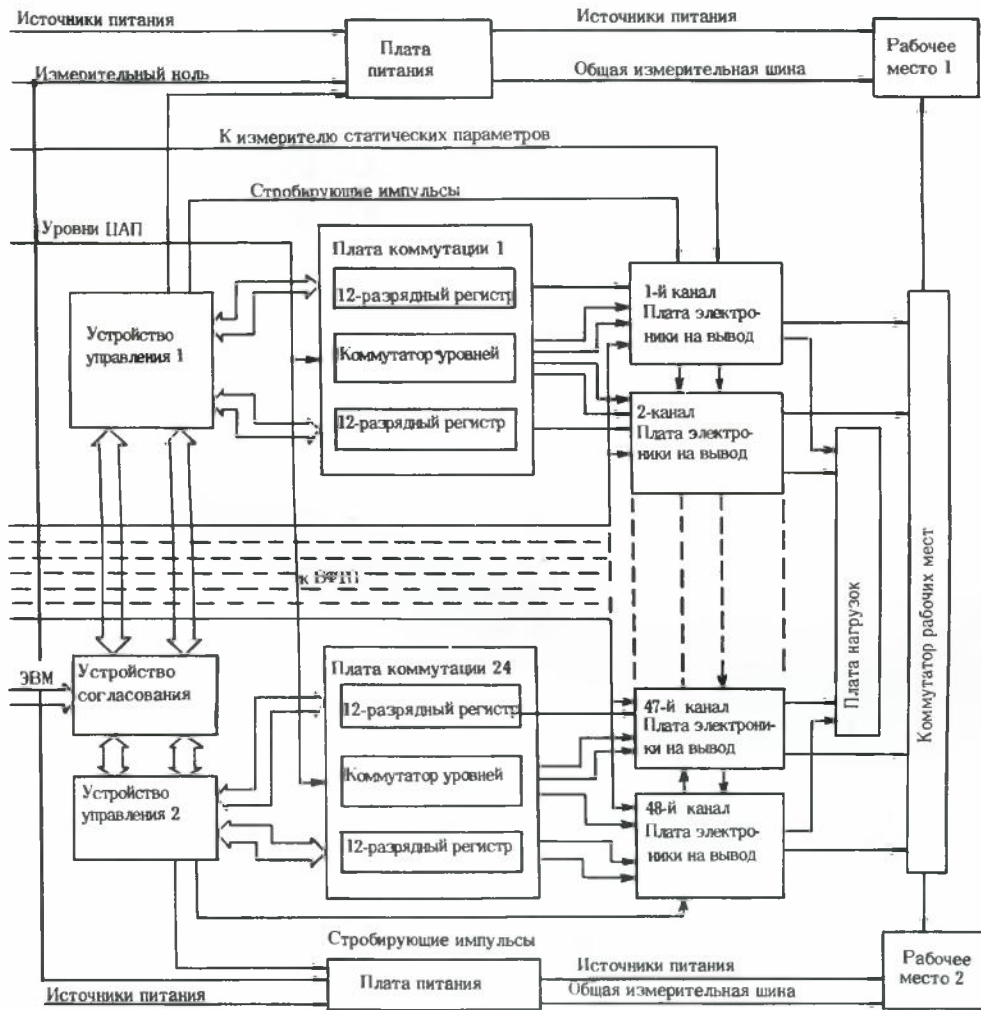 Источники питания
Источники питания
Плата
питания
Рабочее
место 1
Измерительный ноль
Общая измерительная шина
К измерителю статических параметров
Стробирующие импульсы
Уровни ЦАП
Плата коммутации 1
12-разрядный регистр
Коммутатор уровней
12-разрядный регистр
Устройство
управления 1
1-й канал
Плата электро-
ники на вывод
2-канал
Плата электро-
ники на вывод
к БФИП
ЭВМ
Устройство
согласования
Устройство
управления 2
Плата коммутации 24
12-разрядный регистр
Коммутатор уровней
12-разрядный регистр
47-й канал
Плата электрони-
ки на вывод
48-й канал
Плата электро-
ники на вывод
Плата нагрузок
Коммутатор рабочих мест
Стробирующие импульсы
Источники питания
Плата питания
Источники питания
Общая измерительная шина
Рабочее
место 2